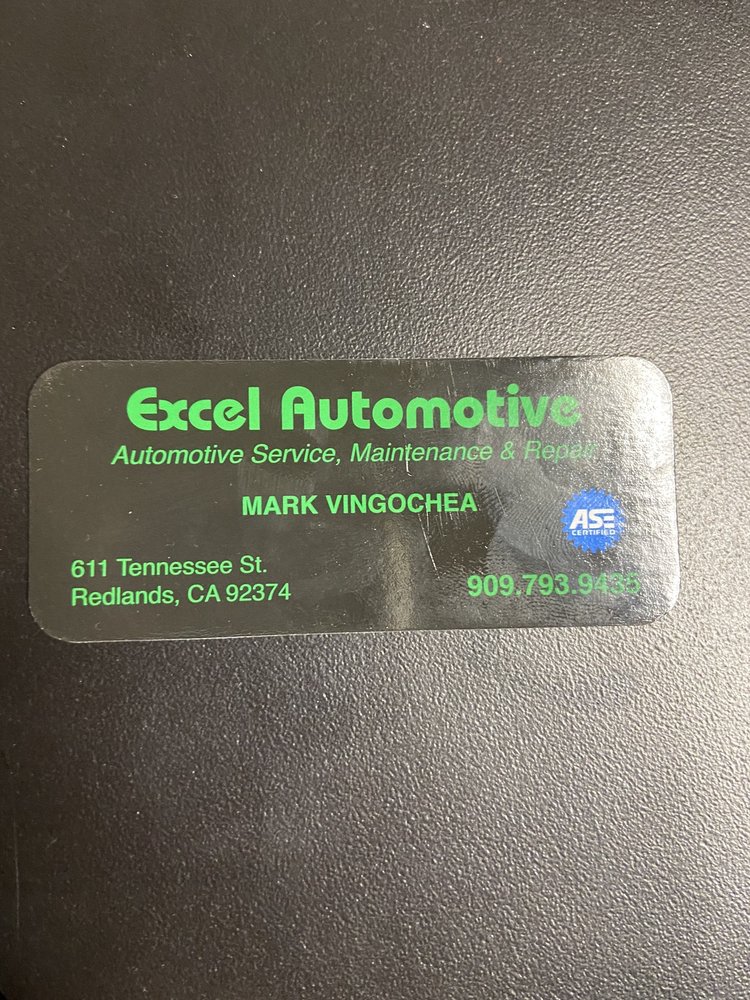 Excel Automotive
Automotive Service, Maintenance & Repair
MARK VINGOCHEA
ASE
CERTIFIED
611 Tennessee St.
Redlands, CA 92374
909.793.9435